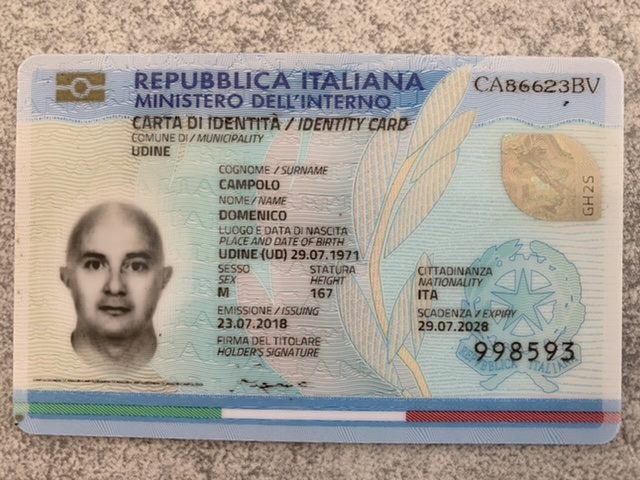 REPUBBLICA ITALIANA
MINISTERO DELL'INTERNO
CA86623BV
CARTA DI IDENTITÀ / IDENTITY CARD
COMUNE DI / MUNICIPALITY
UDINE
COGNOME / SURNAME
CAMPOLO
NOME / NAME
DOMENICO
LUOGO E DATA DI NASCITA
PLACE AND DATE OF BIRTH
UDINE (UD) 29.07.1971
SESSO
SEX
M
STATURA
HEIGHT
167
CITTADINANZA
NATIONALITY
ITA
EMISSIONE / ISSUING
23.07.2018
SCADENZA / EXPIRY
29.07.2028
FIRMA DEL TITOLARE
HOLDER'S SIGNATURE
998593
GH2S
REPUBBLICA ITALIANA